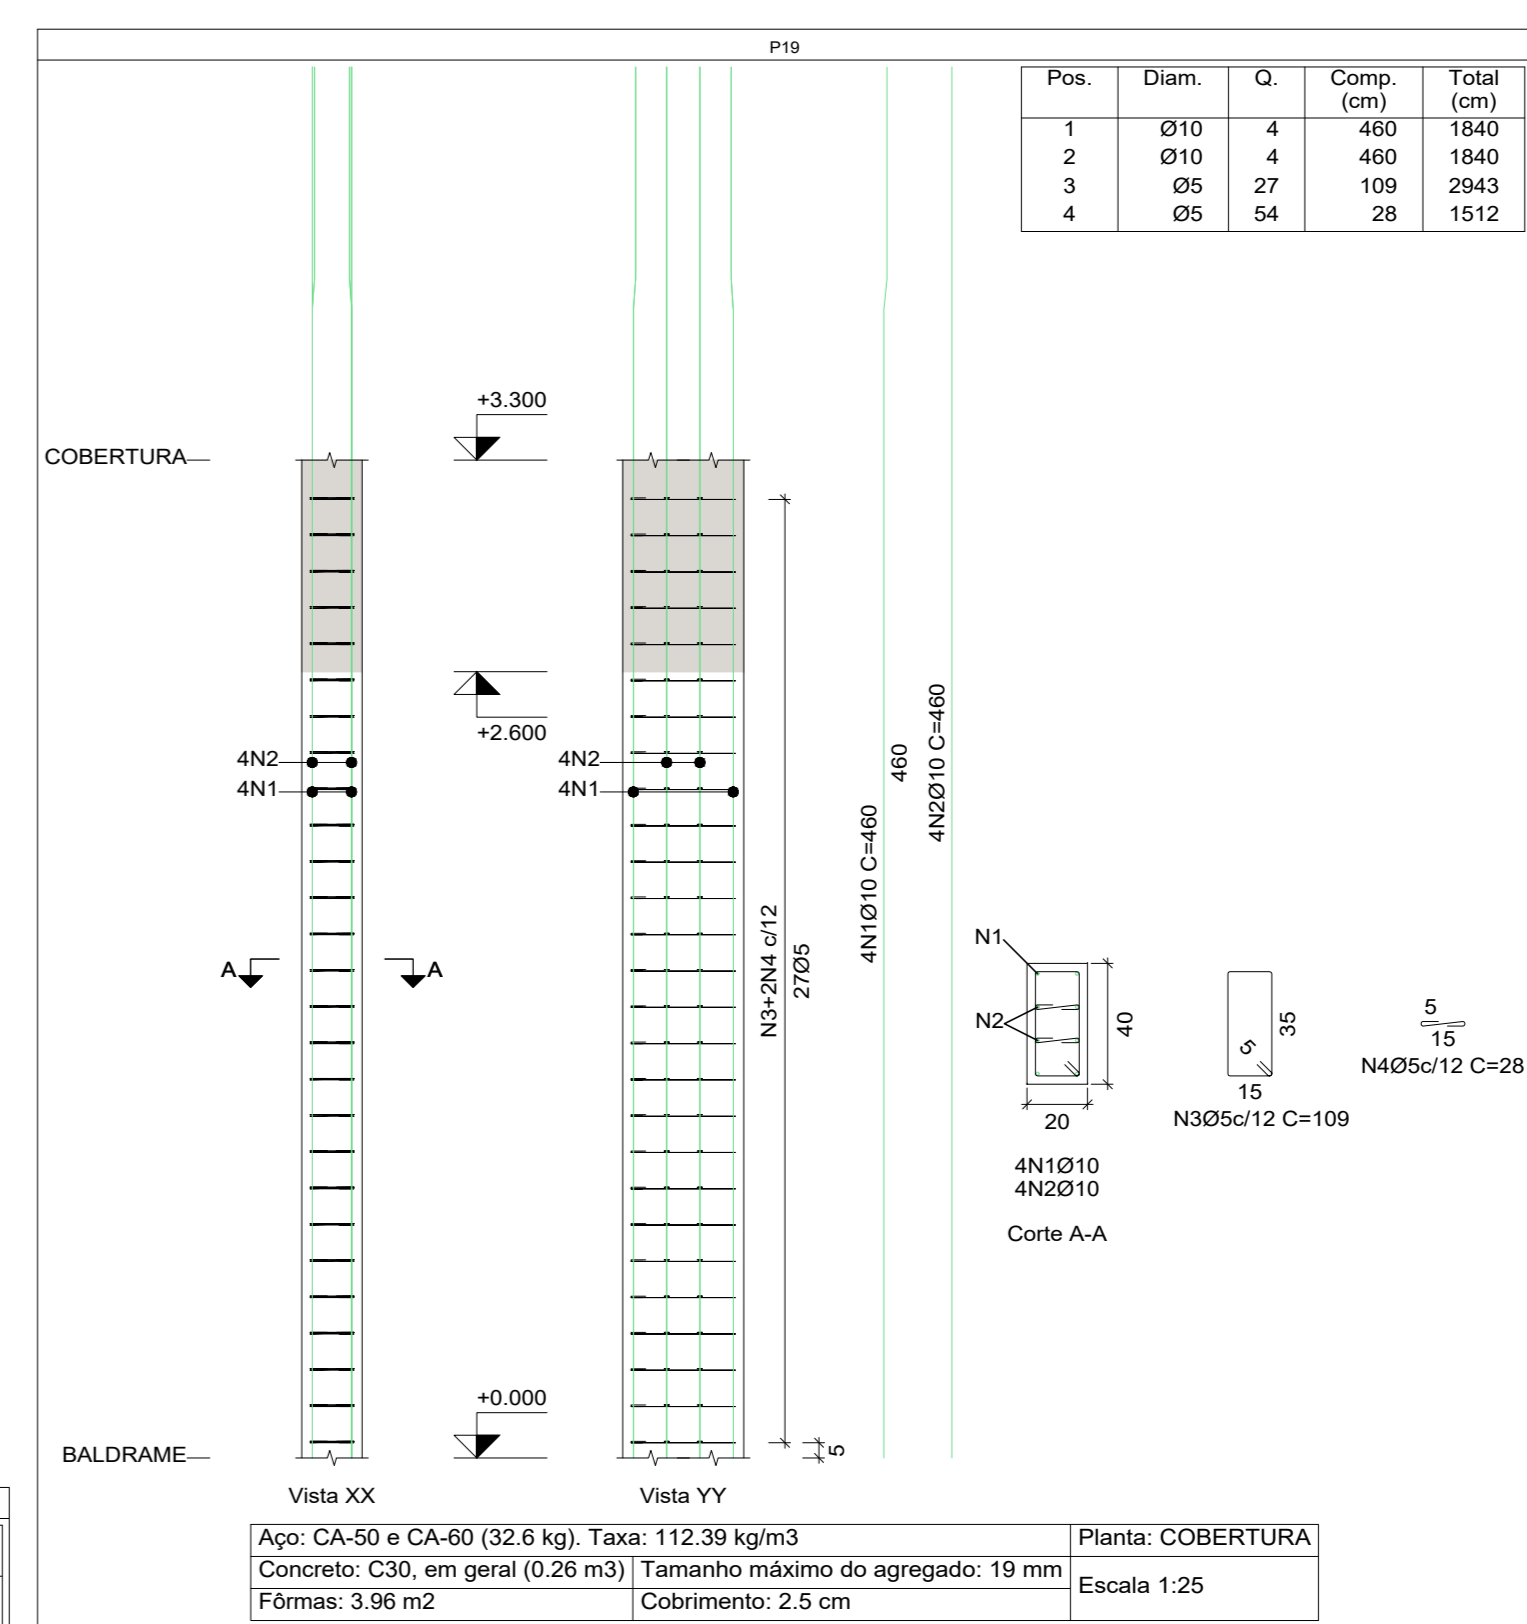 P19
Pos. Diam. Q. Comp. (cm) Total (cm)
1 Ø10 4 460 1840
2 Ø10 4 460 1840
3 Ø5 27 109 2943
4 Ø5 54 28 1512
+3.300
COBERTURA
+2.600
4N2
4N1
4N2
4N1
460
4N1Ø10 C=460
4N2Ø10 C=460
N3+2N4 c/12
27Ø5
A
A
N1
N2
40
20
4N1Ø10
4N2Ø10
Corte A-A
35
5
15
N3Ø5c/12 C=109
5
15
N4Ø5c/12 C=28
+0.000
BALDRAME
5
Vista XX
Vista YY
Aço: CA-50 e CA-60 (32.6 kg). Taxa: 112.39 kg/m3
Planta: COBERTURA
Concreto: C30, em geral (0.26 m3)
Tamanho máximo do agregado: 19 mm
Escala 1:25
Fôrmas: 3.96 m2
Cobrimento: 2.5 cm